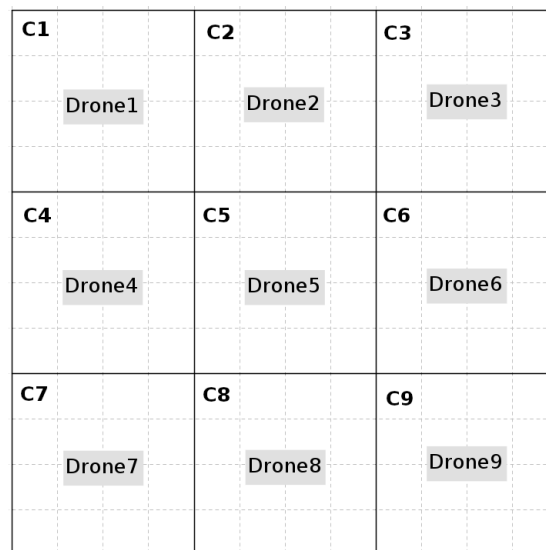 C1
C2
C3
Drone1
Drone2
Drone3
C4
C5
C6
Drone4
Drone5
Drone6
C7
C8
C9
Drone7
Drone8
Drone9